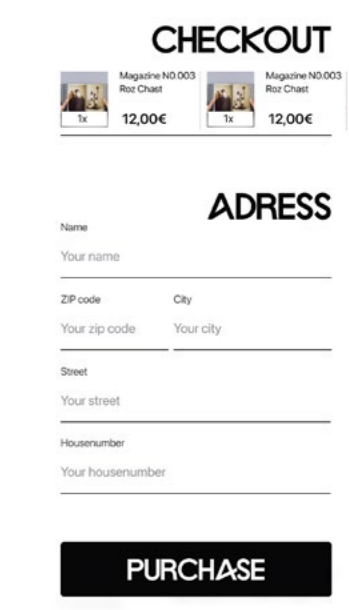 CHECKOUT
Magazine N0.003
Roz Chast
1x
12,00€
Magazine N0.003
Roz Chast
1x
12,00€
ADRESS
Name
Your name
ZIP code
City
Your zip code
Your city
Street
Your street
Housenumber
Your housenumber
PURCHASE